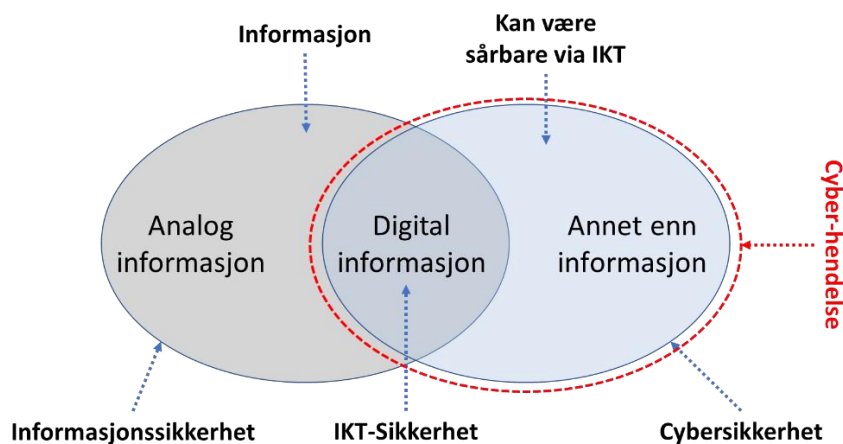 Informasjon
Kan være
sårbare via IKT
Analog
informasjon
Digital
informasjon
Annet enn
informasjon
Cyber-hendelse
Informasjonssikkerhet
IKT-Sikkerhet
Cybersikkerhet